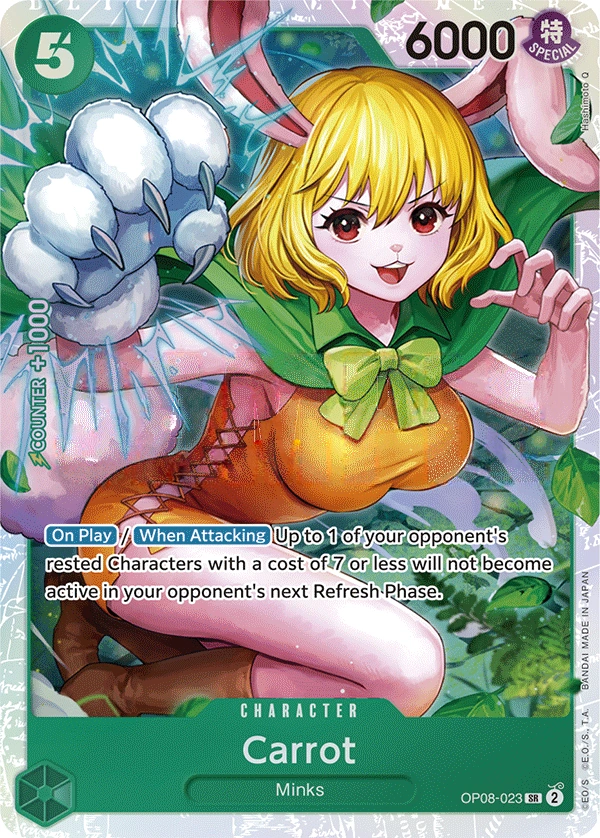 5
6000
特
SPECIAL
Hashimoto Q
COUNTER +1000
On Play / When Attacking Up to 1 of your opponent's
rested Characters with a cost of 7 or less will not become
active in your opponent's next Refresh Phase.
CHARACTER
Carrot
Minks
OP08-023 SR 2
©EO/S ©E.O./S., T.A. BANDAI MADE IN JAPAN